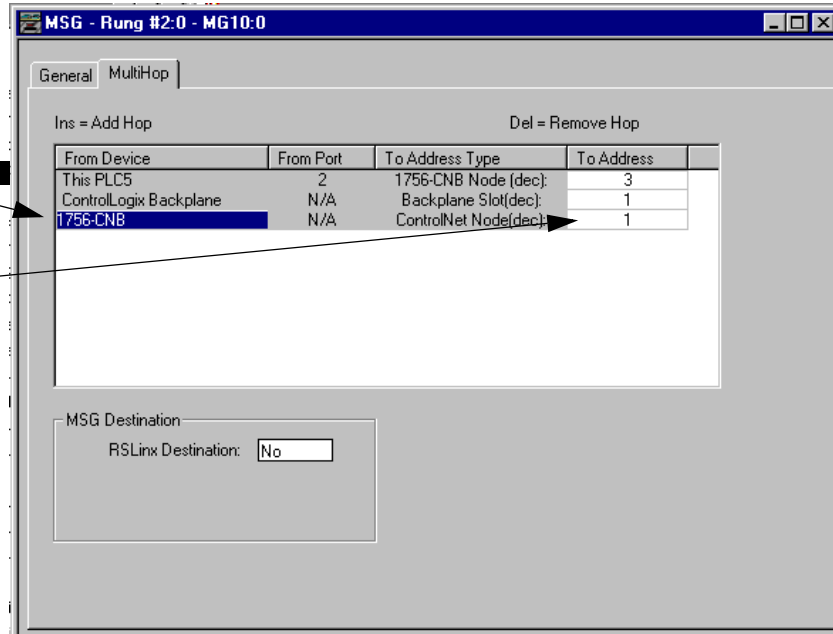 MSG - Rung #2:0 - MG10:0
General MultiHop
Ins = Add Hop Del = Remove Hop
From Device From Port To Address Type To Address
This PLC5 2 1756-CNB Node (dec): 3
ControlLogix Backplane N/A Backplane Slot(dec): 1
1756-CNB N/A ControlNet Node(dec): 1
MSG Destination
RSLinx Destination: No